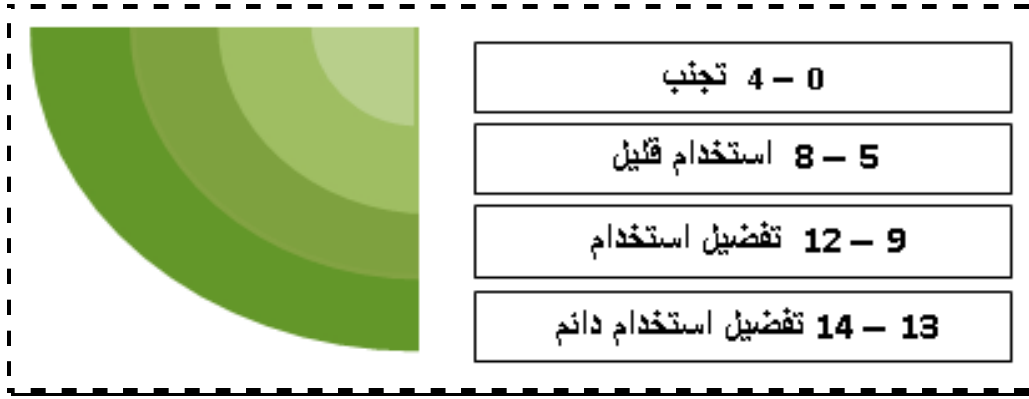 0 – 4 تجنب
5 – 8 استخدام قليل
9 – 12 تفضيل استخدام
13 – 14 تفضيل استخدام دائم